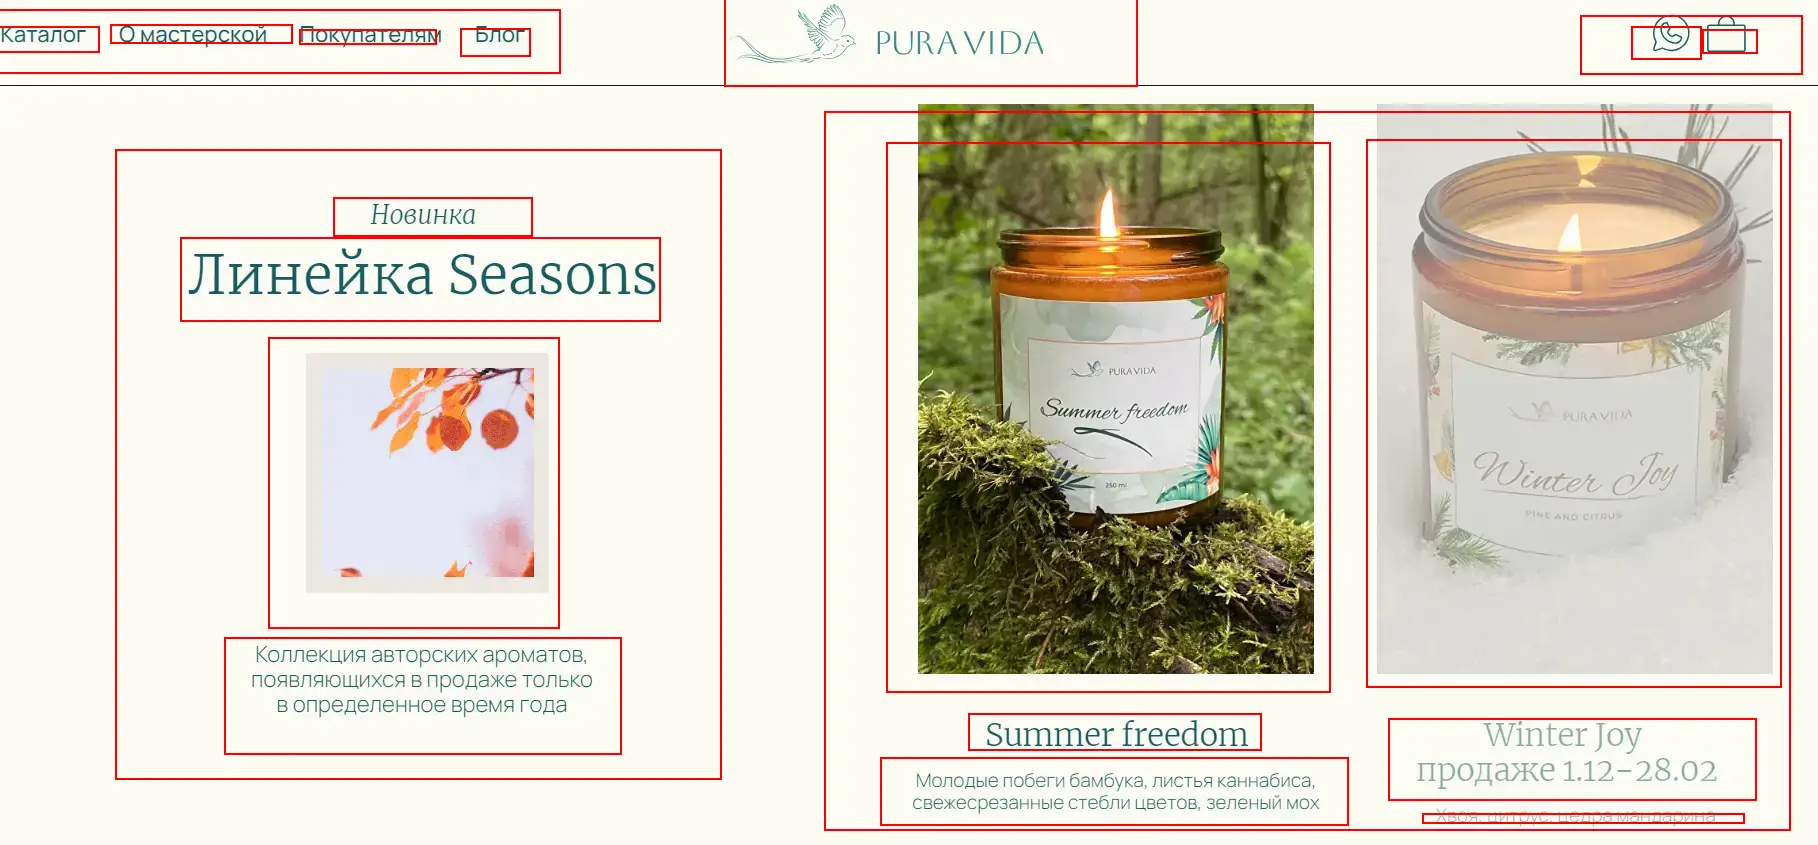 Каталог
О мастерской
Покупателям
Блог
PURA VIDA
Новинка
Линейка Seasons
Коллекция авторских ароматов,
появляющихся в продаже только
в определенное время года
PURA VIDA
Summer freedom
250 ml
PURA VIDA
Winter Joy
PINE AND CITRUS
Summer freedom
Молодые побеги бамбука, листья каннабиса,
свежесрезанные стебли цветов, зеленый мох
Winter Joy
продаже 1.12-28.02
Хвоя, цитрус, цедра мандарина